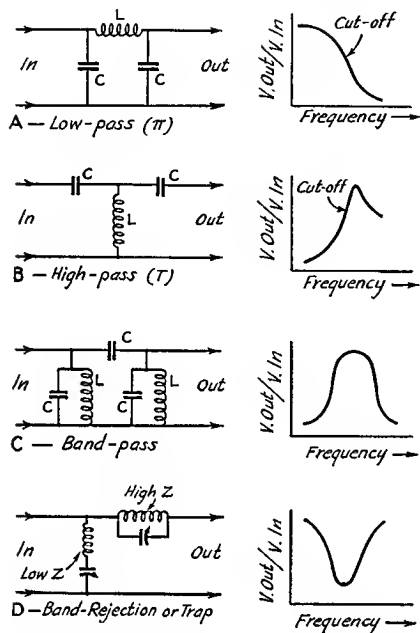 L
In
C
C
Out
A — Low-pass (π)
V.Out/V.In
Cut-off
Frequency
C
C
In
L
Out
B — High-pass (T)
V.Out/V.In
Cut-off
Frequency
C
In
L
L
Out
C
C
C — Band-pass
V.Out/V.In
Frequency
High Z
In
Out
Low Z
D — Band-Rejection or Trap
V.Out/V.In
Frequency